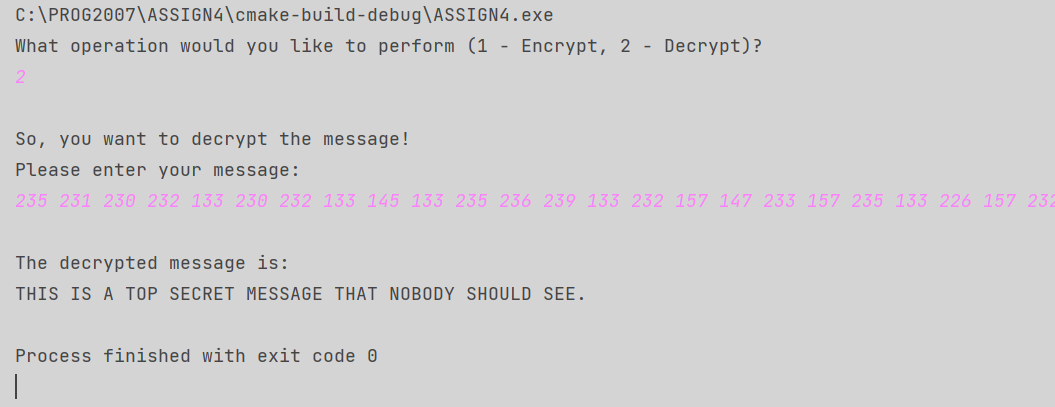 C:\PROG2007\ASSIGN4\cmake-build-debug\ASSIGN4.exe
What operation would you like to perform (1 - Encrypt, 2 - Decrypt)?
2
So, you want to decrypt the message!
Please enter your message:
235 231 230 232 133 230 232 133 145 133 235 236 239 133 232 157 147 233 157 235 133 226 157 232
The decrypted message is:
THIS IS A TOP SECRET MESSAGE THAT NOBODY SHOULD SEE.
Process finished with exit code 0